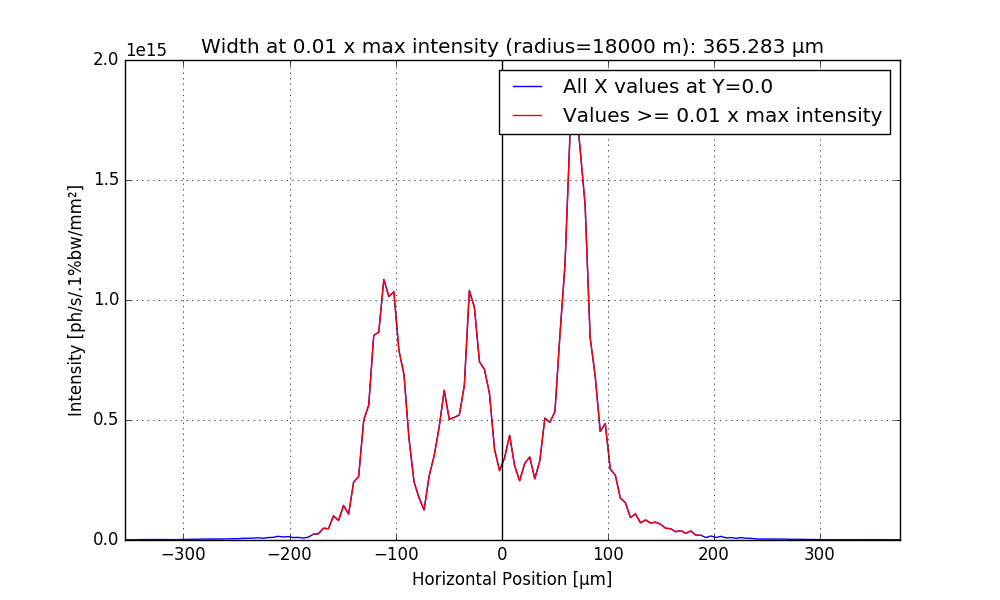 Width at 0.01 x max intensity (radius=18000 m): 365.283 μm
1e15
2.0
All X values at Y=0.0
Values >= 0.01 x max intensity
1.5
1.0
0.5
0.0
Intensity [ph/s/.1%bw/mm²]
−300 −200 −100 0 100 200 300
Horizontal Position [μm]